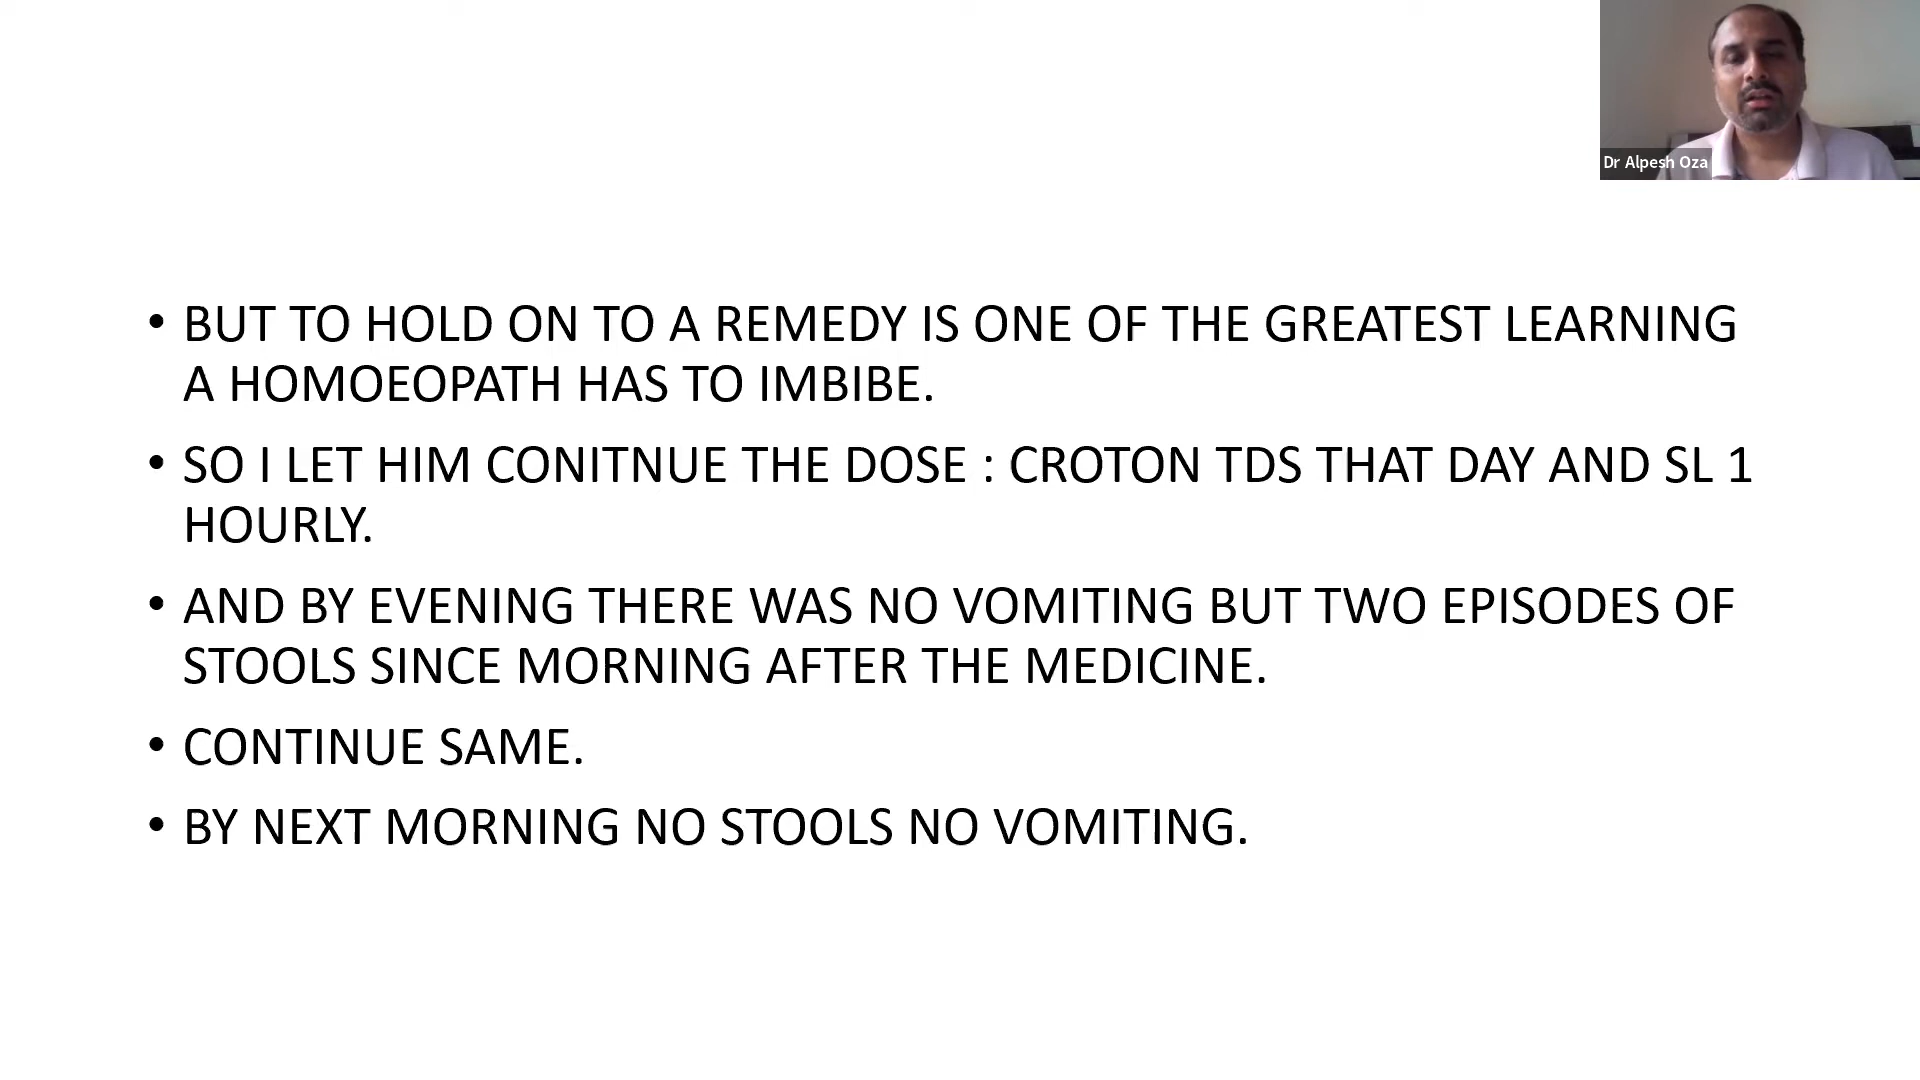 Dr Alpesh Oza
• BUT TO HOLD ON TO A REMEDY IS ONE OF THE GREATEST LEARNING
A HOMOEOPATH HAS TO IMBIBE.
• SO I LET HIM CONITNUE THE DOSE : CROTON TDS THAT DAY AND SL 1
HOURLY.
• AND BY EVENING THERE WAS NO VOMITING BUT TWO EPISODES OF
STOOLS SINCE MORNING AFTER THE MEDICINE.
• CONTINUE SAME.
• BY NEXT MORNING NO STOOLS NO VOMITING.